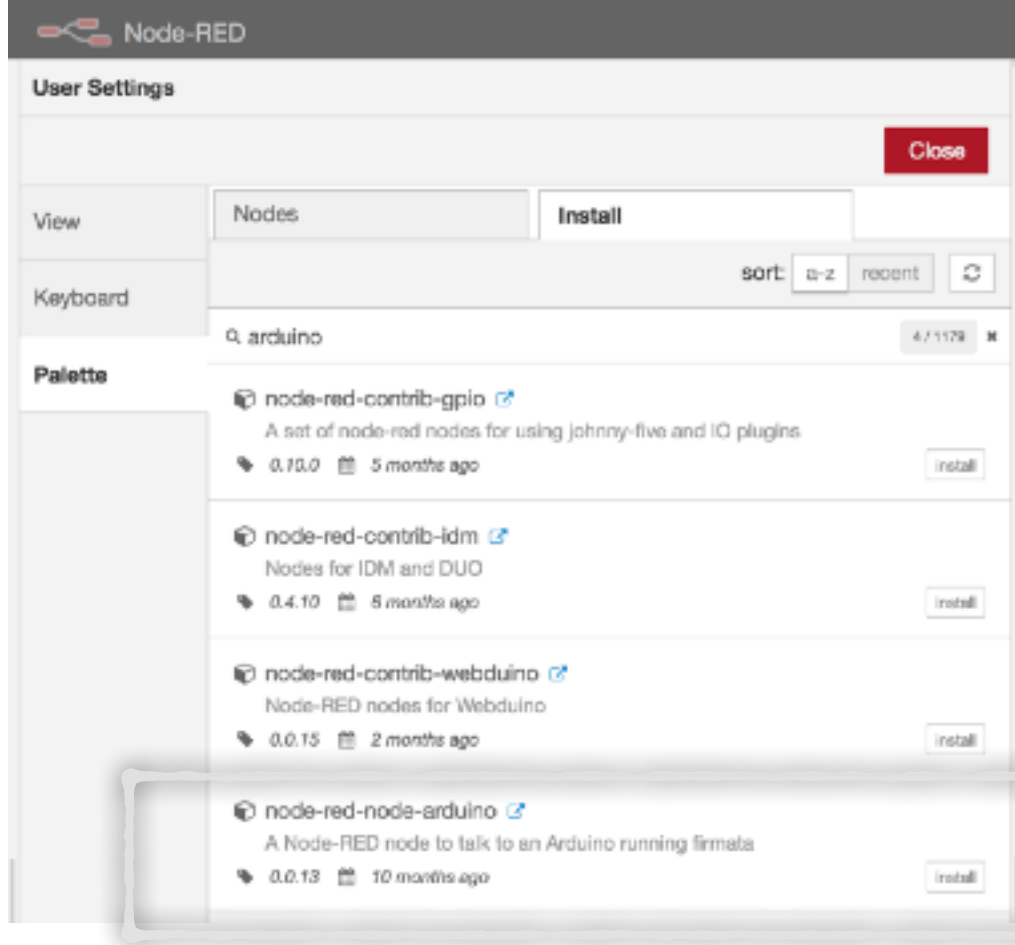 Node-RED
User Settings
Close
View
Keyboard
Palette
Nodes
Install
sort: a-z recent
arduino
4 / 1179
node-red-contrib-gpio
A set of node-red nodes for using johnny-five and IO plugins
0.10.0 5 months ago
install
node-red-contrib-idm
Nodes for IDM and DUO
0.4.10 months ago
install
node-red-contrib-webduino
Node-RED nodes for Webduino
0.0.15 2 months ago
install
node-red-node-arduino
A Node-RED node to talk to an Arduino running firmata
0.0.13 10 months ago
install